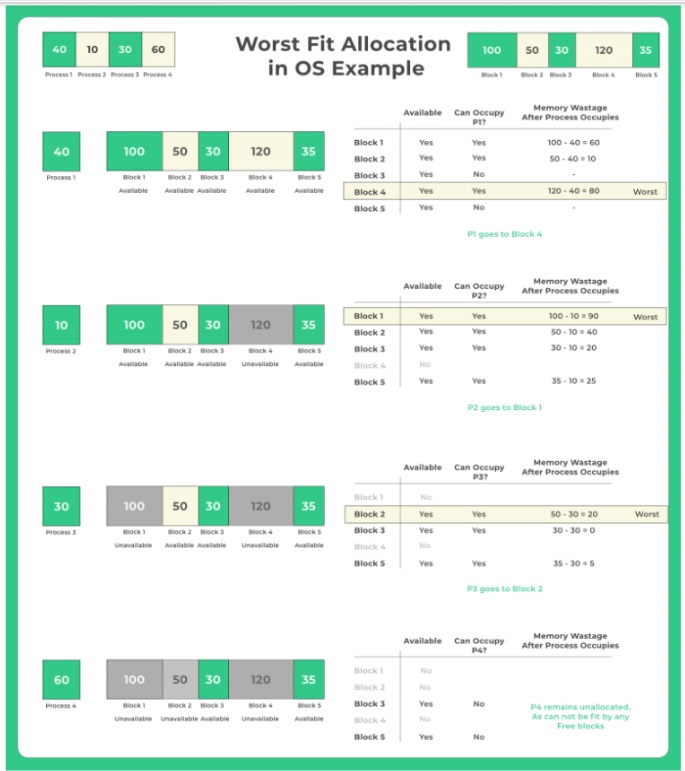 40 10 30 60
Process 1 Process 2 Process 3 Process 4
Worst Fit Allocation
in OS Example
100 50 30 120 35
Block 1 Block 2 Block 3 Block 4 Block 5
40
Process 1
100 50 30 120 35
Block 1 Block 2 Block 3 Block 4 Block 5
Available Available Available Available Available
Available Can Occupy P1? Memory Wastage After Process Occupies
Block 1 Yes Yes 100 - 40 = 60
Block 2 Yes Yes 50 - 40 = 10
Block 3 Yes No -
Block 4 Yes Yes 120 - 40 = 80 Worst
Block 5 Yes No -
P1 goes to Block 4
10
Process 2
100 50 30 120 35
Block 1 Block 2 Block 3 Block 4 Block 5
Available Available Available Unavailable Available
Available Can Occupy P2? Memory Wastage After Process Occupies
Block 1 Yes Yes 100 - 10 = 90 Worst
Block 2 Yes Yes 50 - 10 = 40
Block 3 Yes Yes 30 - 10 = 20
Block 4 No
Block 5 Yes Yes 35 - 10 = 25
P2 goes to Block 1
30
Process 3
100 50 30 120 35
Block 1 Block 2 Block 3 Block 4 Block 5
Unavailable Available Available Unavailable Available
Available Can Occupy P3? Memory Wastage After Process Occupies
Block 1 No
Block 2 Yes Yes 50 - 30 = 20 Worst
Block 3 Yes Yes 30 - 30 = 0
Block 4 No
Block 5 Yes Yes 35 - 30 = 5
P3 goes to Block 2
60
Process 4
100 50 30 120 35
Block 1 Block 2 Block 3 Block 4 Block 5
Unavailable Unavailable Available Unavailable Available
Available Can Occupy P4? Memory Wastage After Process Occupies
Block 1 No
Block 2 No
Block 3 Yes No
Block 4 No
Block 5 Yes No
P4 remains unallocated,
As can not be fit by any
Free blocks